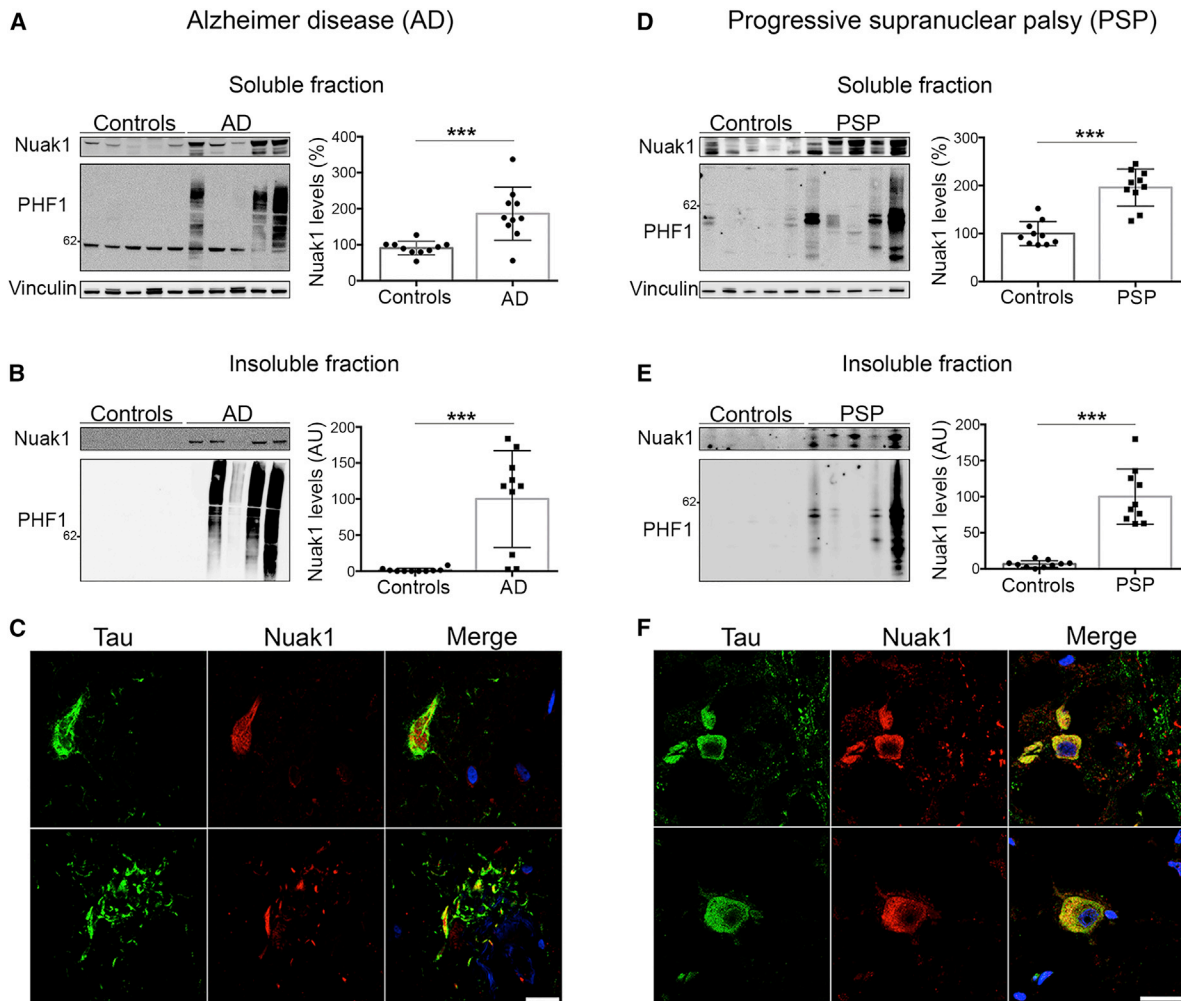 A Alzheimer disease (AD)
Soluble fraction
Controls AD
Nuak1
PHF1
62
Vinculin
Nuak1 levels (%)
400
300
200
100
0
***
Controls AD
B Insoluble fraction
Controls AD
Nuak1
PHF1
62
Nuak1 levels (AU)
200
150
100
50
0
***
Controls AD
C Tau Nuak1 Merge
D Progressive supranuclear palsy (PSP)
Soluble fraction
Controls PSP
Nuak1
62
PHF1
Vinculin
Nuak1 levels (%)
300
200
100
0
***
Controls PSP
E Insoluble fraction
Controls PSP
Nuak1
62
PHF1
Nuak1 levels (AU)
200
150
100
50
0
***
Controls PSP
F Tau Nuak1 Merge